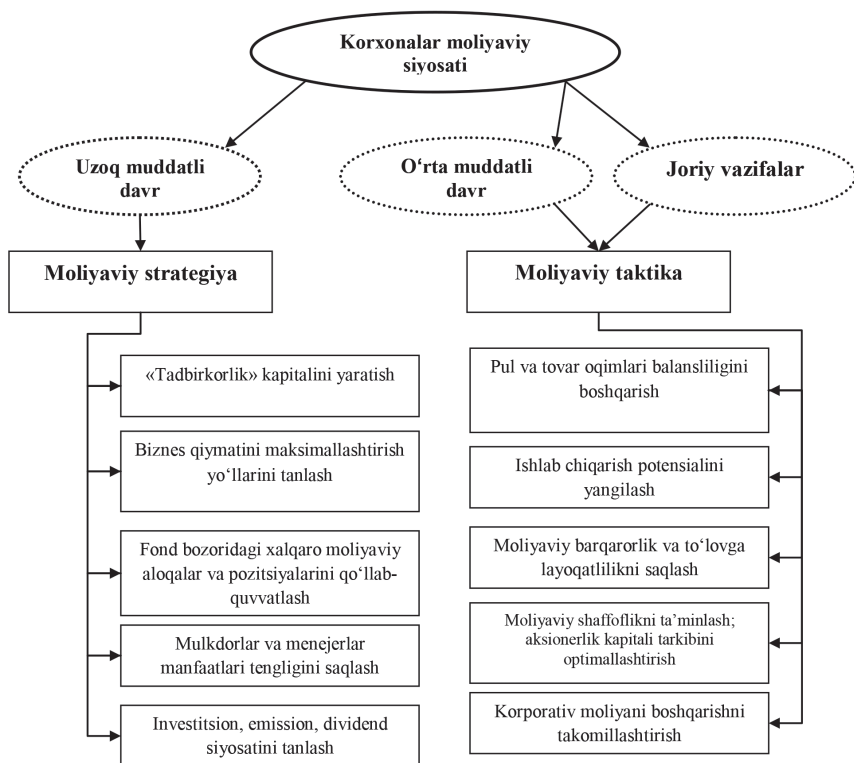 Korxonalar moliyaviy
siyosati
Uzoq muddatli
davr
O‘rta muddatli
davr
Joriy vazifalar
Moliyaviy strategiya
Moliyaviy taktika
«Tadbirkorlik» kapitalini yaratish
Biznes qiymatini maksimallashtirish
yo‘llarini tanlash
Fond bozoridagi xalqaro moliyaviy
aloqalar va pozitsiyalarini qo‘llab-
quvvatlash
Mulkdorlar va menejerlar
manfaatlari tengligini saqlash
Investitsion, emission, dividend
siyosatini tanlash
Pul va tovar oqimlari balansliligini
boshqarish
Ishlab chiqarish potensialini
yangilash
Moliyaviy barqarorlik va to‘lovga
layoqatlilikni saqlash
Moliyaviy shaffoflikni ta’minlash;
aksionerlik kapitali tarkibini
optimallashtirish
Korporativ moliyani boshqarishni
takomillashtirish